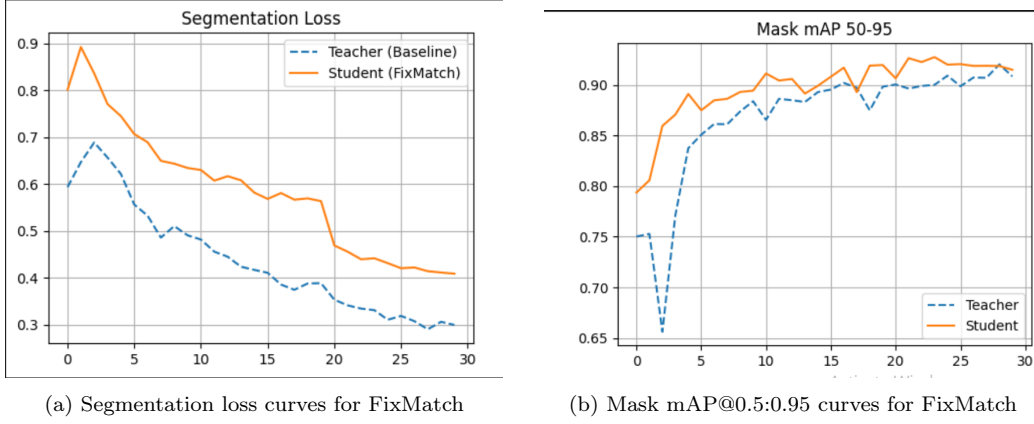 Segmentation Loss
Teacher (Baseline)
Student (FixMatch)
0.9
0.8
0.7
0.6
0.5
0.4
0.3
0 5 10 15 20 25 30
(a) Segmentation loss curves for FixMatch
Mask mAP 50-95
0.90
0.85
0.80
0.75
0.70
0.65
Teacher
Student
0 5 10 15 20 25 30
(b) Mask mAP@0.5:0.95 curves for FixMatch